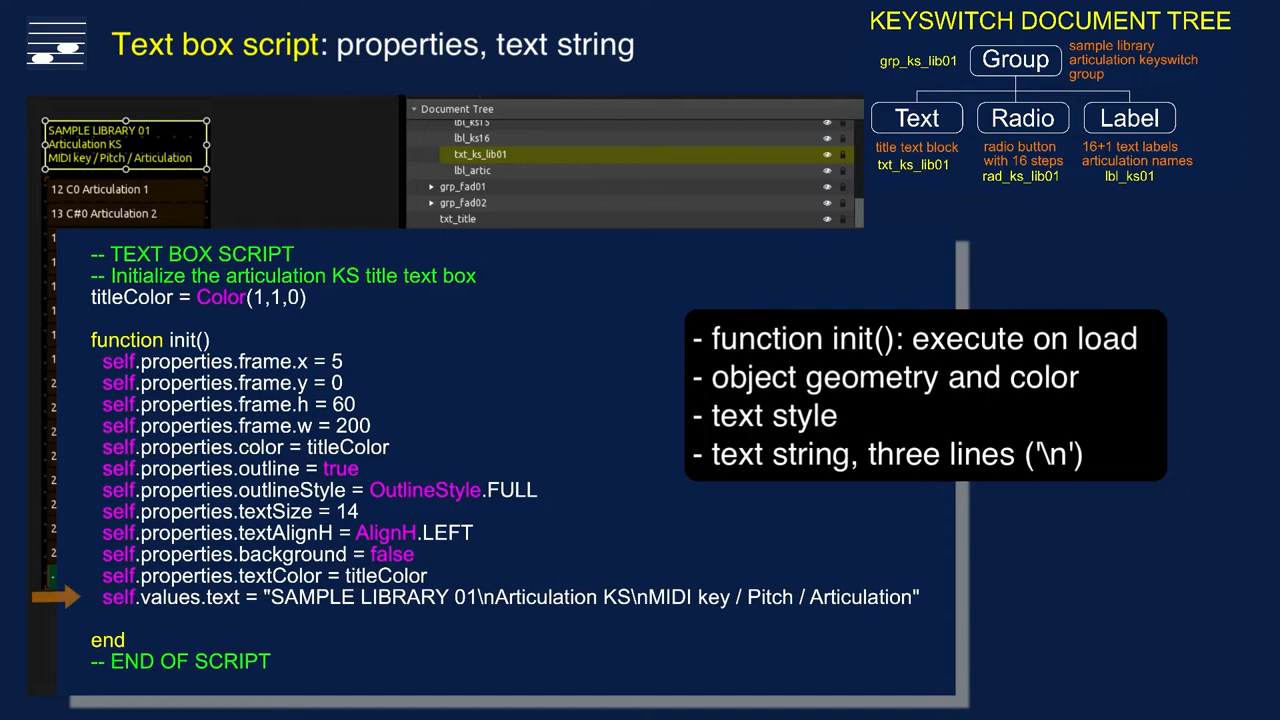 Text box script: properties, text string
KEYSWITCH DOCUMENT TREE
grp_ks_lib01
Group
sample library
articulation keyswitch
group
Text
Radio
Label
title text block
txt_ks_lib01
radio button
with 16 steps
rad_ks_lib01
16+1 text labels
articulation names
lbl_ks01
SAMPLE LIBRARY 01
Articulation KS
MIDI key / Pitch / Articulation
12 C0 Articulation 1
13 C#0 Articulation 2
Document Tree
lbl_ks15
lbl_ks16
txt_ks_lib01
lbl_artic
grp_fad01
grp_fad02
txt_title
-- TEXT BOX SCRIPT
-- Initialize the articulation KS title text box
titleColor = Color(1,1,0)
function init()
self.properties.frame.x = 5
self.properties.frame.y = 0
self.properties.frame.h = 60
self.properties.frame.w = 200
self.properties.color = titleColor
self.properties.outline = true
self.properties.outlineStyle = OutlineStyle.FULL
self.properties.textSize = 14
self.properties.textAlignH = AlignH.LEFT
self.properties.background = false
self.properties.textColor = titleColor
self.values.text = "SAMPLE LIBRARY 01\nArticulation KS\nMIDI key / Pitch / Articulation"
end
-- END OF SCRIPT
- function init(): execute on load
- object geometry and color
- text style
- text string, three lines ('\n')